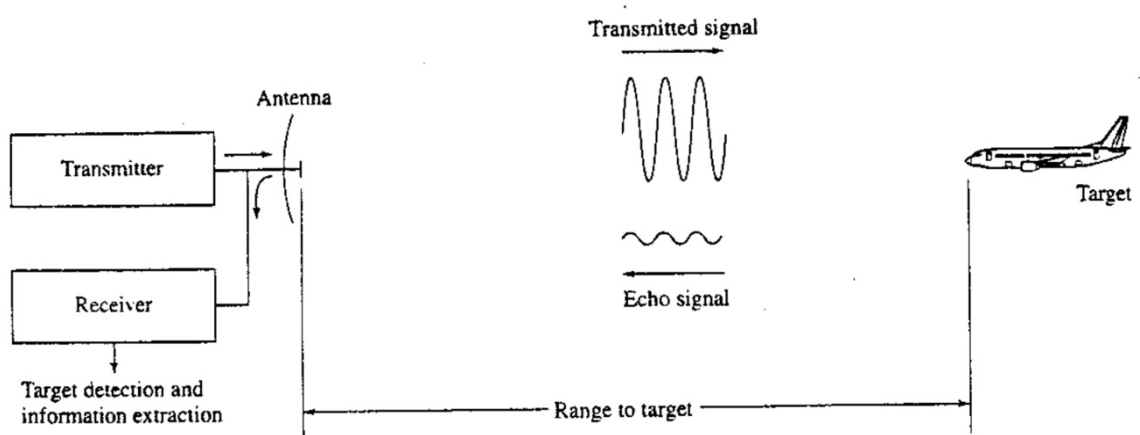 Transmitted signal
Antenna
Transmitter
Target
Receiver
Echo signal
Target detection and
information extraction
Range to target